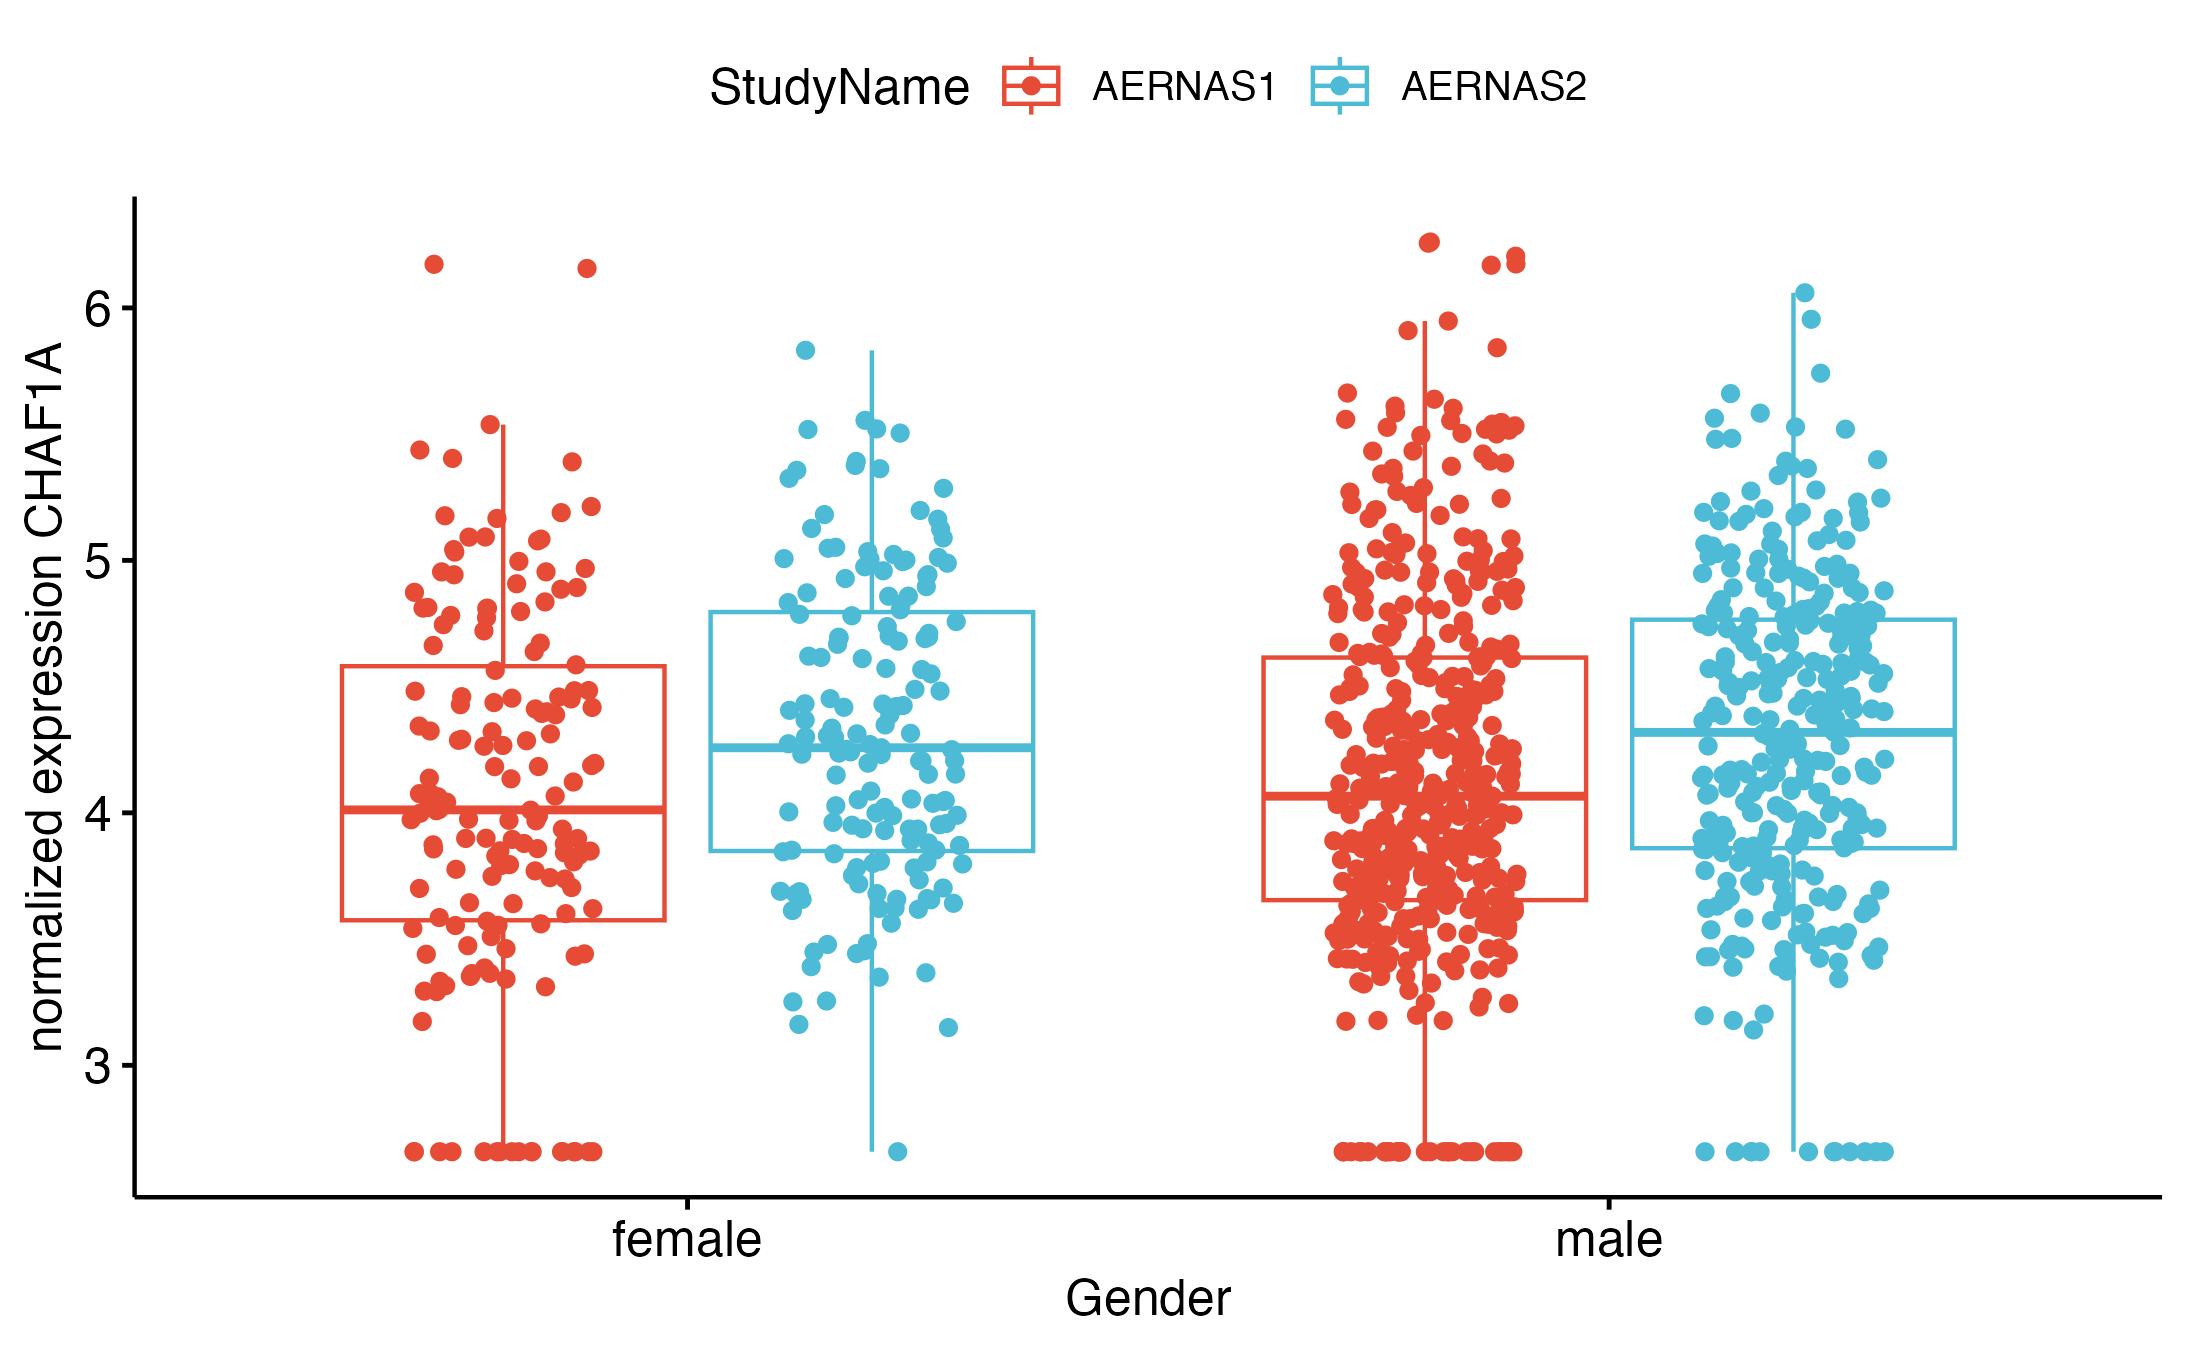 StudyName AERNAS1 AERNAS2
normalized expression CHAF1A
6
5
4
3
female male
Gender